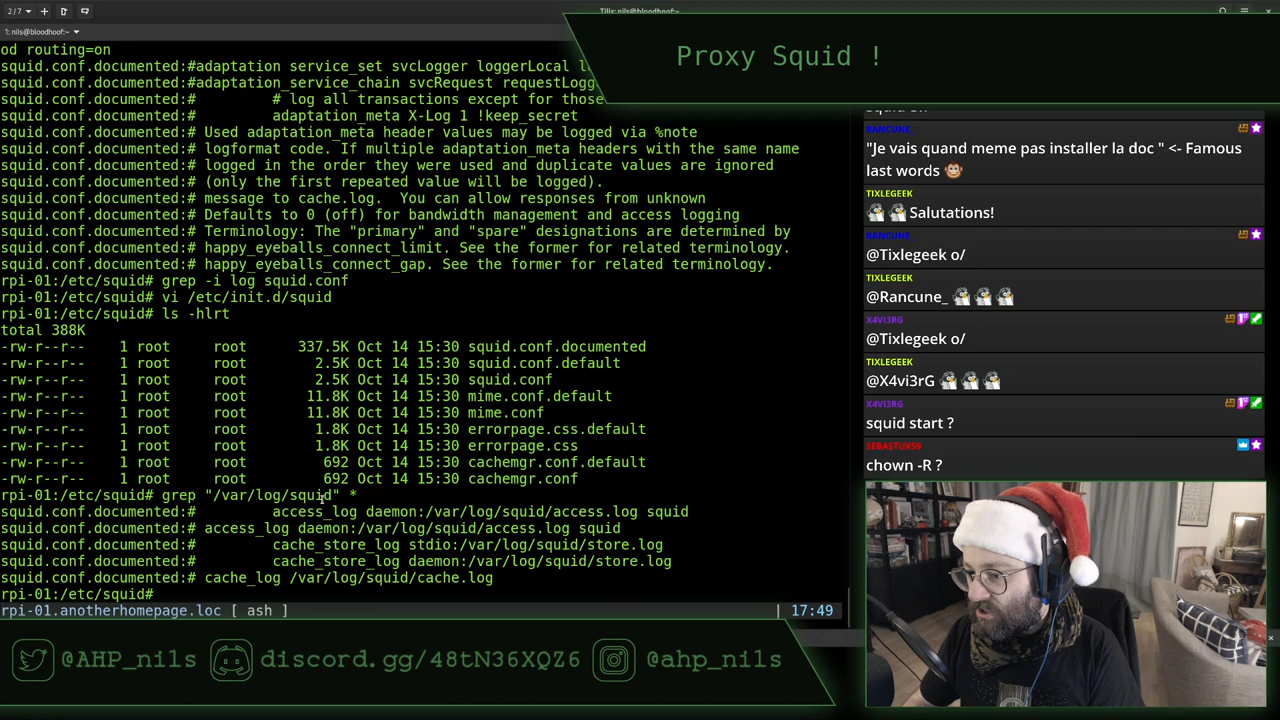 2/7
Tilix: nils@bloodhoof:~
1: nils@bloodhoof:~
od routing=on
squid.conf.documented:#adaptation_service_set svcLogger loggerLocal l
squid.conf.documented:#adaptation_service_chain svcRequest requestLogg
squid.conf.documented:# # log all transactions except for those
squid.conf.documented:# adaptation_meta X-Log 1 !keep_secret
squid.conf.documented:# Used adaptation_meta header values may be logged via %note
squid.conf.documented:# logformat code. If multiple adaptation_meta headers with the same name
squid.conf.documented:# logged in the order they were used and duplicate values are ignored
squid.conf.documented:# (only the first repeated value will be logged).
squid.conf.documented:# message to cache.log. You can allow responses from unknown
squid.conf.documented:# Defaults to 0 (off) for bandwidth management and access logging
squid.conf.documented:# Terminology: The "primary" and "spare" designations are determined by
squid.conf.documented:# happy_eyeballs_connect_limit. See the former for related terminology.
squid.conf.documented:# happy_eyeballs_connect_gap. See the former for related terminology.
rpi-01:/etc/squid# grep -i log squid.conf
rpi-01:/etc/squid# vi /etc/init.d/squid
rpi-01:/etc/squid# ls -hlrt
total 388K
-rw-r--r-- 1 root root 337.5K Oct 14 15:30 squid.conf.documented
-rw-r--r-- 1 root root 2.5K Oct 14 15:30 squid.conf.default
-rw-r--r-- 1 root root 2.5K Oct 14 15:30 squid.conf
-rw-r--r-- 1 root root 11.8K Oct 14 15:30 mime.conf.default
-rw-r--r-- 1 root root 11.8K Oct 14 15:30 mime.conf
-rw-r--r-- 1 root root 1.8K Oct 14 15:30 errorpage.css.default
-rw-r--r-- 1 root root 1.8K Oct 14 15:30 errorpage.css
-rw-r--r-- 1 root root 692 Oct 14 15:30 cachemgr.conf.default
-rw-r--r-- 1 root root 692 Oct 14 15:30 cachemgr.conf
rpi-01:/etc/squid# grep "/var/log/squid" *
squid.conf.documented:# access_log daemon:/var/log/squid/access.log squid
squid.conf.documented:# access_log daemon:/var/log/squid/access.log squid
squid.conf.documented:# cache_store_log stdio:/var/log/squid/store.log
squid.conf.documented:# cache_store_log daemon:/var/log/squid/store.log
squid.conf.documented:# cache_log /var/log/squid/cache.log
rpi-01:/etc/squid#
rpi-01.anotherhomepage.loc [ ash ] | 17:49
Proxy Squid !
RANCUNE_
"Je vais quand meme pas installer la doc " <- Famous
last words
TIXLEGEEK
Salutations!
RANCUNE_
@Tixlegeek o/
TIXLEGEEK
@Rancune_
X4VI3RG
@Tixlegeek o/
TIXLEGEEK
@X4vi3rG
X4VI3RG
squid start ?
SEBASTUX56
chown -R ?
@AHP_nils
discord.gg/48tN36XQZ6
@ahp_nils